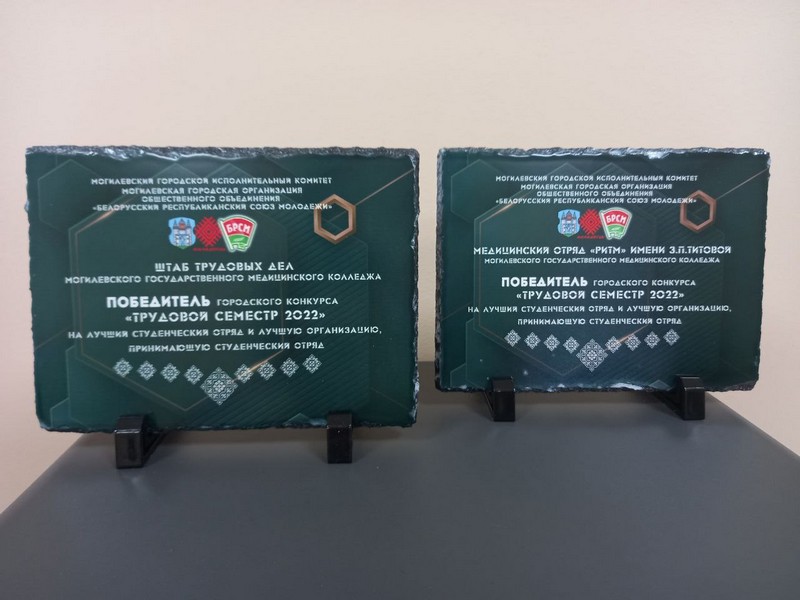 МОГИЛЕВСКИЙ ГОРОДСКОЙ ИСПОЛНИТЕЛЬНЫЙ КОМИТЕТ
МОГИЛЕВСКАЯ ГОРОДСКАЯ ОРГАНИЗАЦИЯ
ОБЩЕСТВЕННОГО ОБЪЕДИНЕНИЯ
«БЕЛОРУССКИЙ РЕСПУБЛИКАНСКИЙ СОЮЗ МОЛОДЕЖИ»
БРСМ
ШТАБ ТРУДОВЫХ ДЕЛ
МОГИЛЕВСКОГО ГОСУДАРСТВЕННОГО МЕДИЦИНСКОГО КОЛЛЕДЖА
ПОБЕДИТЕЛЬ ГОРОДСКОГО КОНКУРСА
«ТРУДОВОЙ СЕМЕСТР 2022»
НА ЛУЧШИЙ СТУДЕНЧЕСКИЙ ОТРЯД И ЛУЧШУЮ ОРГАНИЗАЦИЮ,
ПРИНИМАЮЩУЮ СТУДЕНЧЕСКИЙ ОТРЯД
МОГИЛЕВСКИЙ ГОРОДСКОЙ ИСПОЛНИТЕЛЬНЫЙ КОМИТЕТ
МОГИЛЕВСКАЯ ГОРОДСКАЯ ОРГАНИЗАЦИЯ
ОБЩЕСТВЕННОГО ОБЪЕДИНЕНИЯ
«БЕЛОРУССКИЙ РЕСПУБЛИКАНСКИЙ СОЮЗ МОЛОДЕЖИ»
БРСМ
МЕДИЦИНСКИЙ ОТРЯД «РИТМ» ИМЕНИ З.П.ТИТОВОЙ
МОГИЛЕВСКОГО ГОСУДАРСТВЕННОГО МЕДИЦИНСКОГО КОЛЛЕДЖА
ПОБЕДИТЕЛЬ ГОРОДСКОГО КОНКУРСА
«ТРУДОВОЙ СЕМЕСТР 2022»
НА ЛУЧШИЙ СТУДЕНЧЕСКИЙ ОТРЯД И ЛУЧШУЮ ОРГАНИЗАЦИЮ,
ПРИНИМАЮЩУЮ СТУДЕНЧЕСКИЙ ОТРЯД